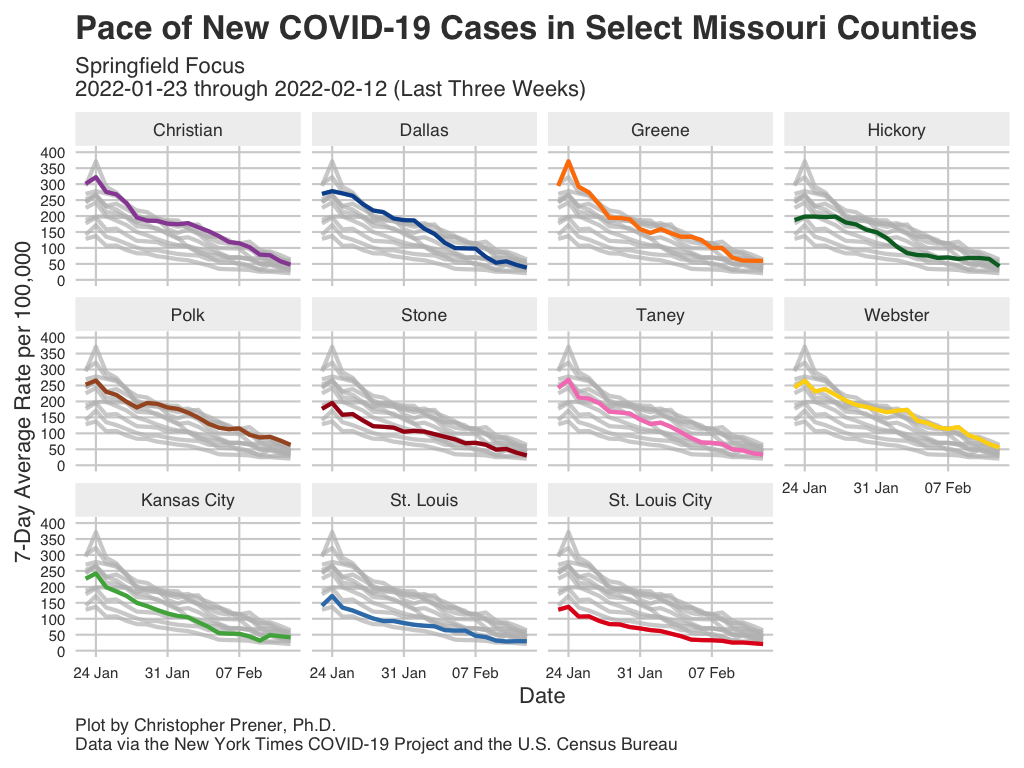 Pace of New COVID-19 Cases in Select Missouri Counties
Springfield Focus
2022-01-23 through 2022-02-12 (Last Three Weeks)
Christian
Dallas
Greene
Hickory
400
350
300
250
200
150
100
50
0
Polk
Stone
Taney
Webster
400
350
300
250
200
150
100
50
0
24 Jan
31 Jan
07 Feb
Kansas City
St. Louis
St. Louis City
400
350
300
250
200
150
100
50
0
24 Jan
31 Jan
07 Feb
24 Jan
31 Jan
07 Feb
24 Jan
31 Jan
07 Feb
7-Day Average Rate per 100,000
Date
Plot by Christopher Prener, Ph.D.
Data via the New York Times COVID-19 Project and the U.S. Census Bureau